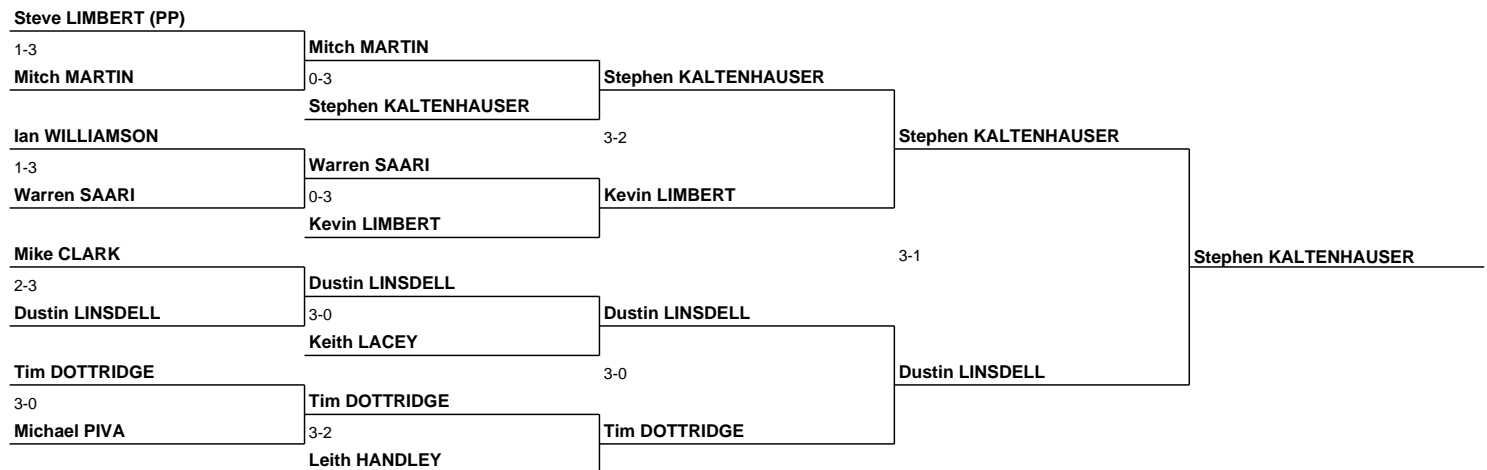 Steve LIMBERT (PP)
1-3
Mitch MARTIN
Mitch MARTIN
0-3
Stephen KALTENHAUSER
Stephen KALTENHAUSER
Ian WILLIAMSON
3-2
Stephen KALTENHAUSER
1-3
Warren SAARI
Warren SAARI
0-3
Kevin LIMBERT
Kevin LIMBERT
Mike CLARK
3-1
Stephen KALTENHAUSER
2-3
Dustin LINSDELL
Dustin LINSDELL
3-0
Dustin LINSDELL
Keith LACEY
Tim DOTTRIDGE
3-0
Dustin LINSDELL
3-0
Tim DOTTRIDGE
Michael PIVA
3-2
Tim DOTTRIDGE
Leith HANDLEY